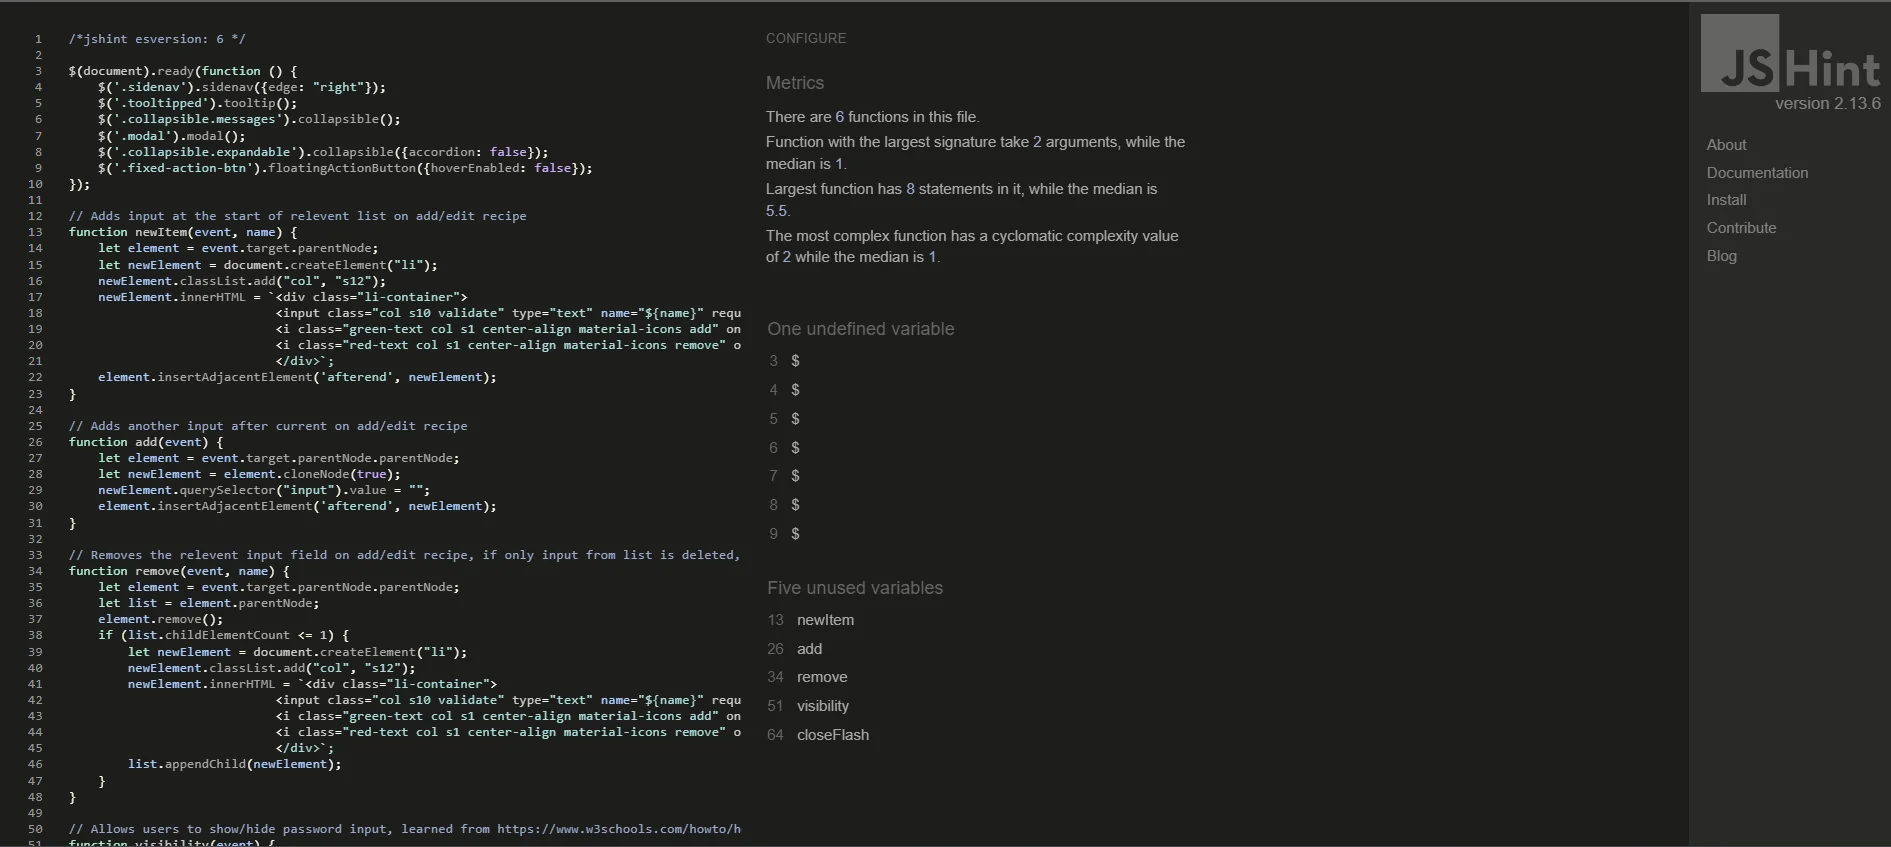 1 /*jshint esversion: 6 */
2
3 $(document).ready(function () {
4 $('.sidenav').sidenav({edge: "right"});
5 $('.tooltipped').tooltip();
6 $('.collapsible.messages').collapsible();
7 $('.modal').modal();
8 $('.collapsible.expandable').collapsible({accordion: false});
9 $('.fixed-action-btn').floatingActionButton({hoverEnabled: false});
10 });
11
12 // Adds input at the start of relevent list on add/edit recipe
13 function newItem(event, name) {
14 let element = event.target.parentNode;
15 let newElement = document.createElement("li");
16 newElement.classList.add("col", "s12");
17 newElement.innerHTML = `<div class="li-container">
18 <input class="col s10 validate" type="text" name="${name}" requ
19 <i class="green-text col s1 center-align material-icons add" on
20 <i class="red-text col s1 center-align material-icons remove" o
21 </div>`;
22 element.insertAdjacentElement('afterend', newElement);
23 }
24
25 // Adds another input after current on add/edit recipe
26 function add(event) {
27 let element = event.target.parentNode.parentNode;
28 let newElement = element.cloneNode(true);
29 newElement.querySelector("input").value = "";
30 element.insertAdjacentElement('afterend', newElement);
31 }
32
33 // Removes the relevent input field on add/edit recipe, if only input from list is deleted,
34 function remove(event, name) {
35 let element = event.target.parentNode.parentNode;
36 let list = element.parentNode;
37 element.remove();
38 if (list.childElementCount <= 1) {
39 let newElement = document.createElement("li");
40 newElement.classList.add("col", "s12");
41 newElement.innerHTML = `<div class="li-container">
42 <input class="col s10 validate" type="text" name="${name}" requ
43 <i class="green-text col s1 center-align material-icons add" on
44 <i class="red-text col s1 center-align material-icons remove" o
45 </div>`;
46 list.appendChild(newElement);
47 }
48 }
49
50 // Allows users to show/hide password input, learned from https://www.w3schools.com/howto/h
51 function visibility(event) {
CONFIGURE
Metrics
There are 6 functions in this file.
Function with the largest signature take 2 arguments, while the
median is 1.
Largest function has 8 statements in it, while the median is
5.5.
The most complex function has a cyclomatic complexity value
of 2 while the median is 1.
One undefined variable
3 $
4 $
5 $
6 $
7 $
8 $
9 $
Five unused variables
13 newItem
26 add
34 remove
51 visibility
64 closeFlash
JSHint
version 2.13.6
About
Documentation
Install
Contribute
Blog